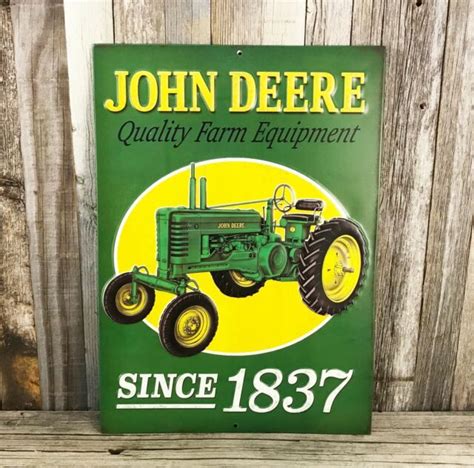 JOHN DEERE
Quality Farm Equipment
JOHN DEERE
SINCE 1837